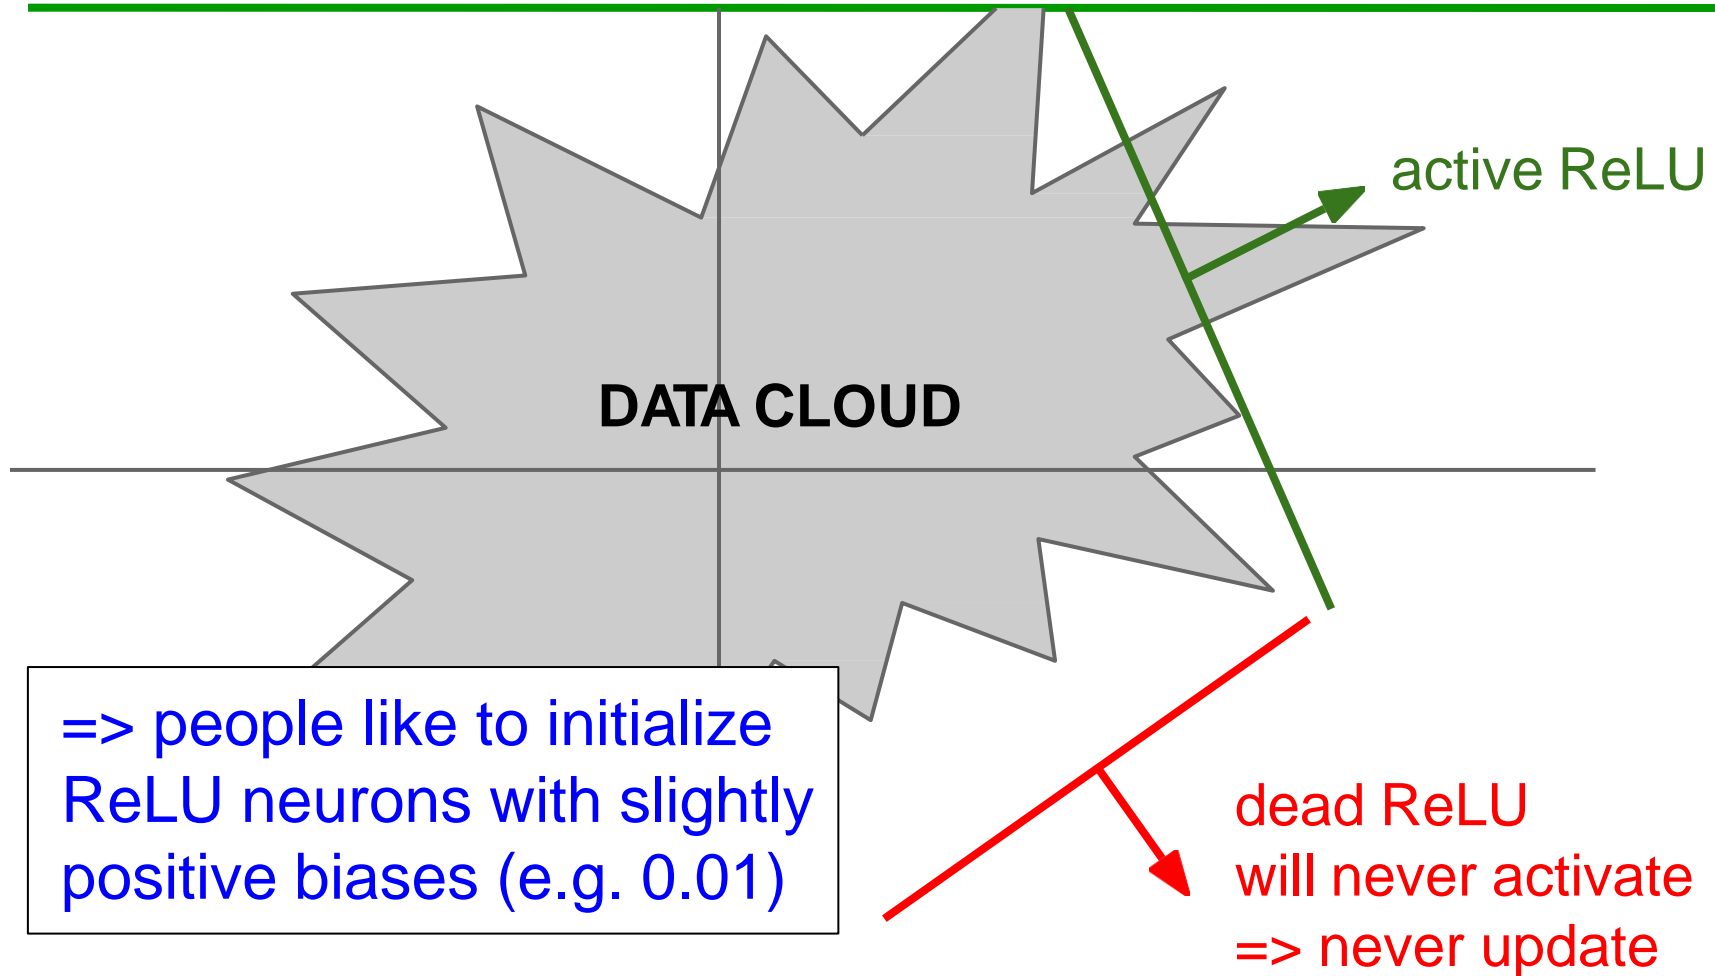 active ReLU
DATA CLOUD
=> people like to initialize
ReLU neurons with slightly
positive biases (e.g. 0.01)
dead ReLU
will never activate
=> never update